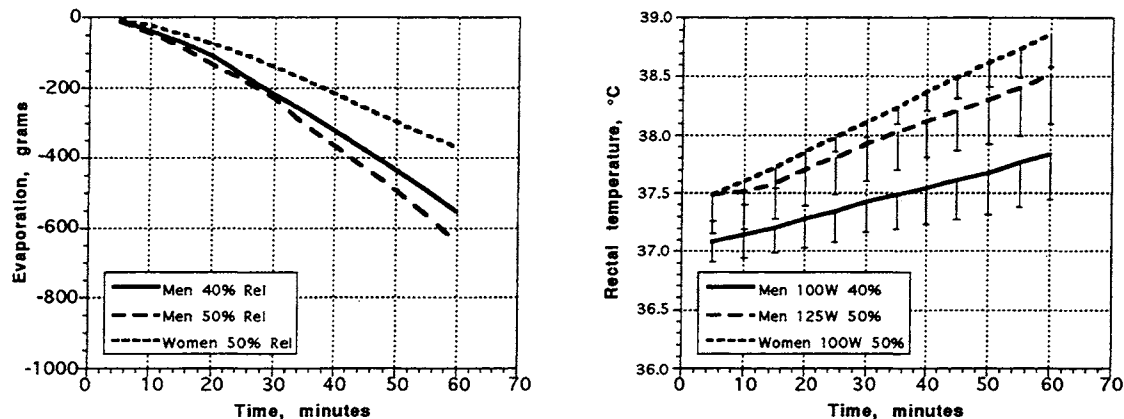 Evaporation, grams
0
-200
-400
-600
-800
-1000
Men 40% Rel
Men 50% Rel
Women 50% Rel
0 10 20 30 40 50 60 70
Time, minutes
Rectal temperature, °C
39.0
38.5
38.0
37.5
37.0
36.5
36.0
Men 100W 40%
Men 125W 50%
Women 100W 50%
0 10 20 30 40 50 60 70
Time, minutes